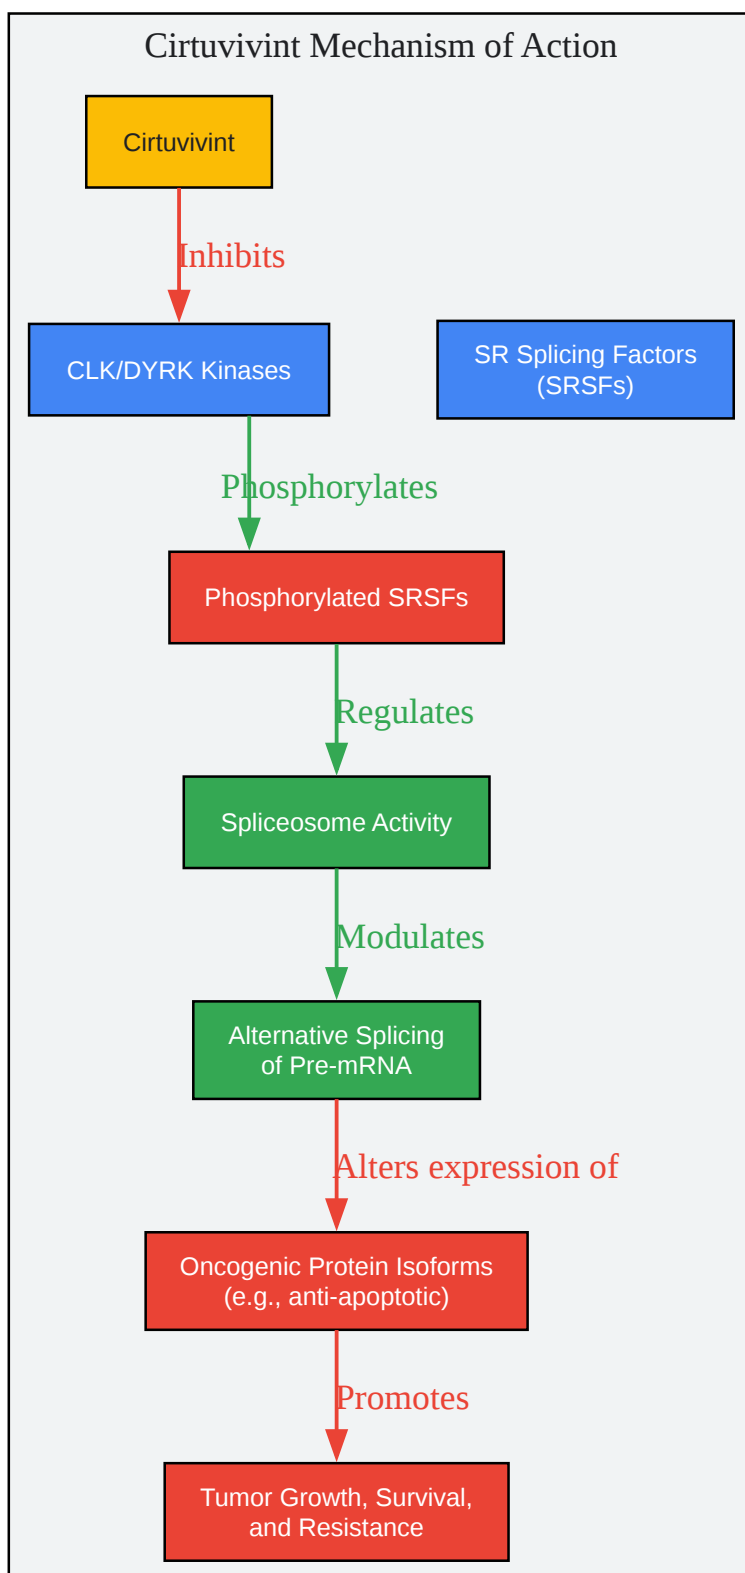 Cirtuvivint Mechanism of Action
Cirtuvivint
Inhibits
CLK/DYRK Kinases
SR Splicing Factors
(SRSFs)
Phosphorylates
Phosphorylated SRSFs
Regulates
Spliceosome Activity
Modulates
Alternative Splicing
of Pre-mRNA
Alters expression of
Oncogenic Protein Isoforms
(e.g., anti-apoptotic)
Promotes
Tumor Growth, Survival,
and Resistance